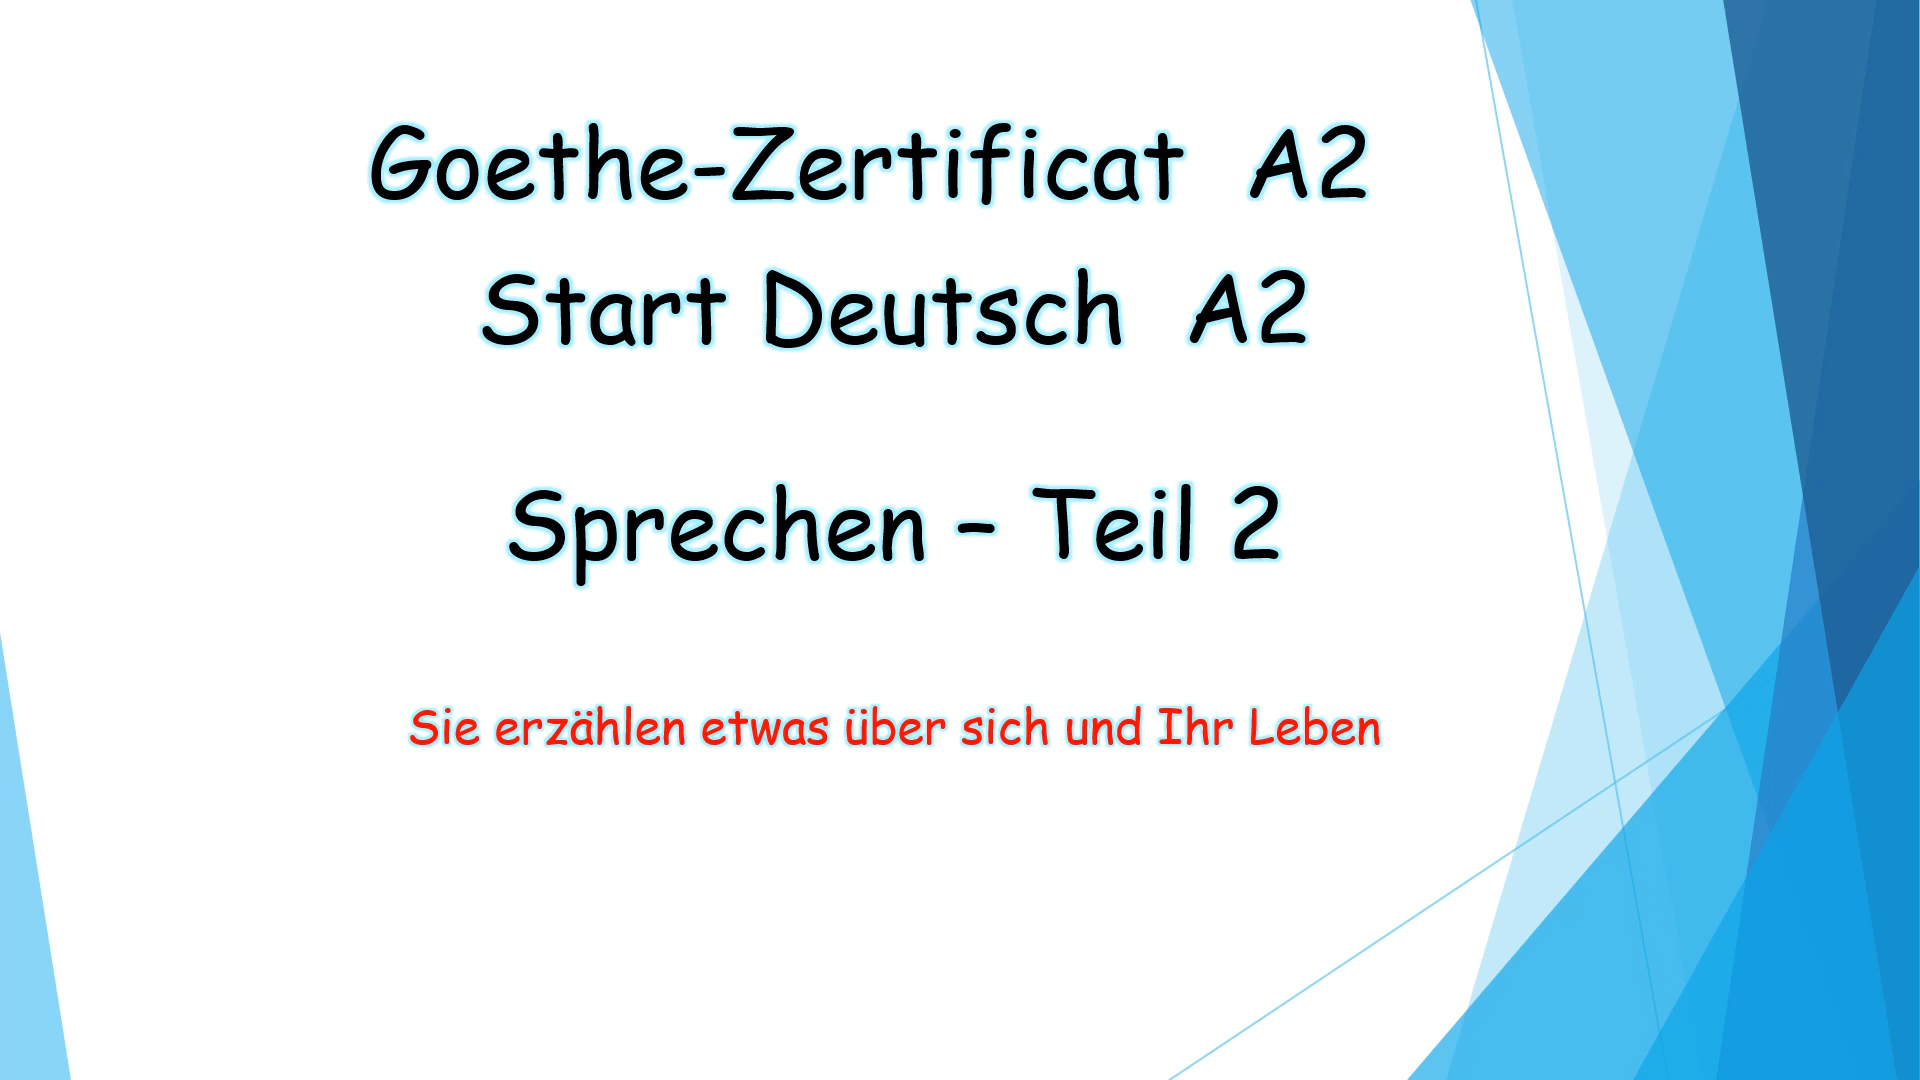 Goethe-Zertificat A2
Start Deutsch A2
Sprechen – Teil 2
Sie erzählen etwas über sich und Ihr Leben